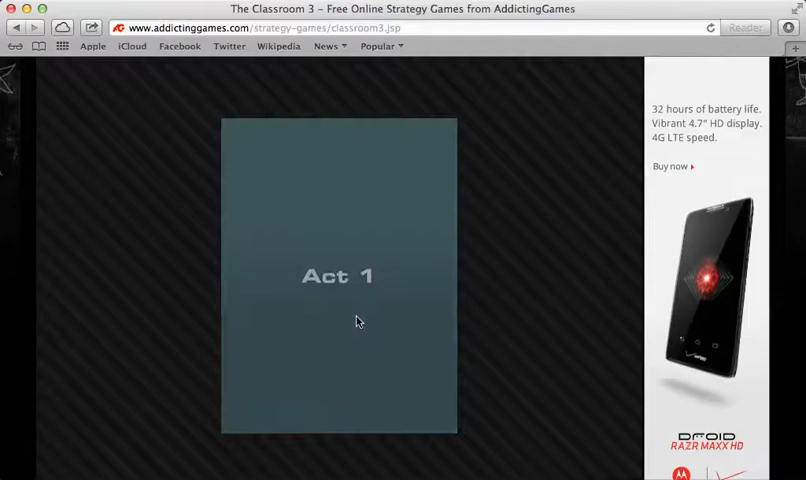 The Classroom 3 – Free Online Strategy Games from AddictingGames
www.addictinggames.com/strategy-games/classroom3.jsp
Reader
Apple iCloud Facebook Twitter Wikipedia News Popular
32 hours of battery life.
Vibrant 4.7" HD display.
4G LTE speed.
Buy now
Act 1
DROID
RAZR MAXX HD